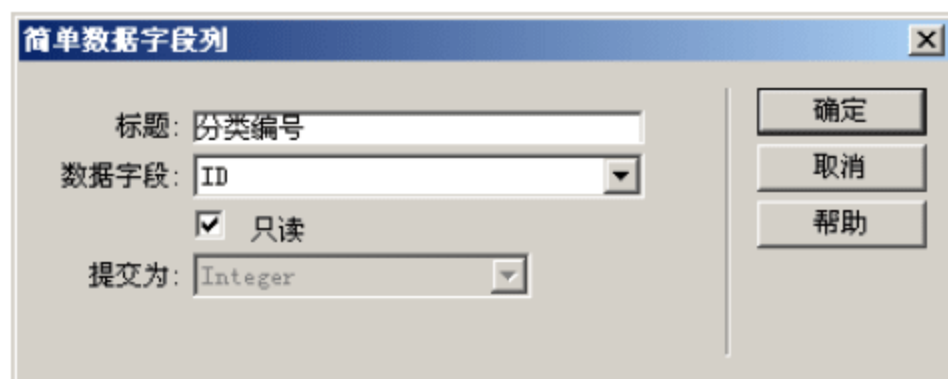 简单数据字段列
标题: 分类编号
确定
数据字段: ID
取消
只读
帮助
提交为: Integer